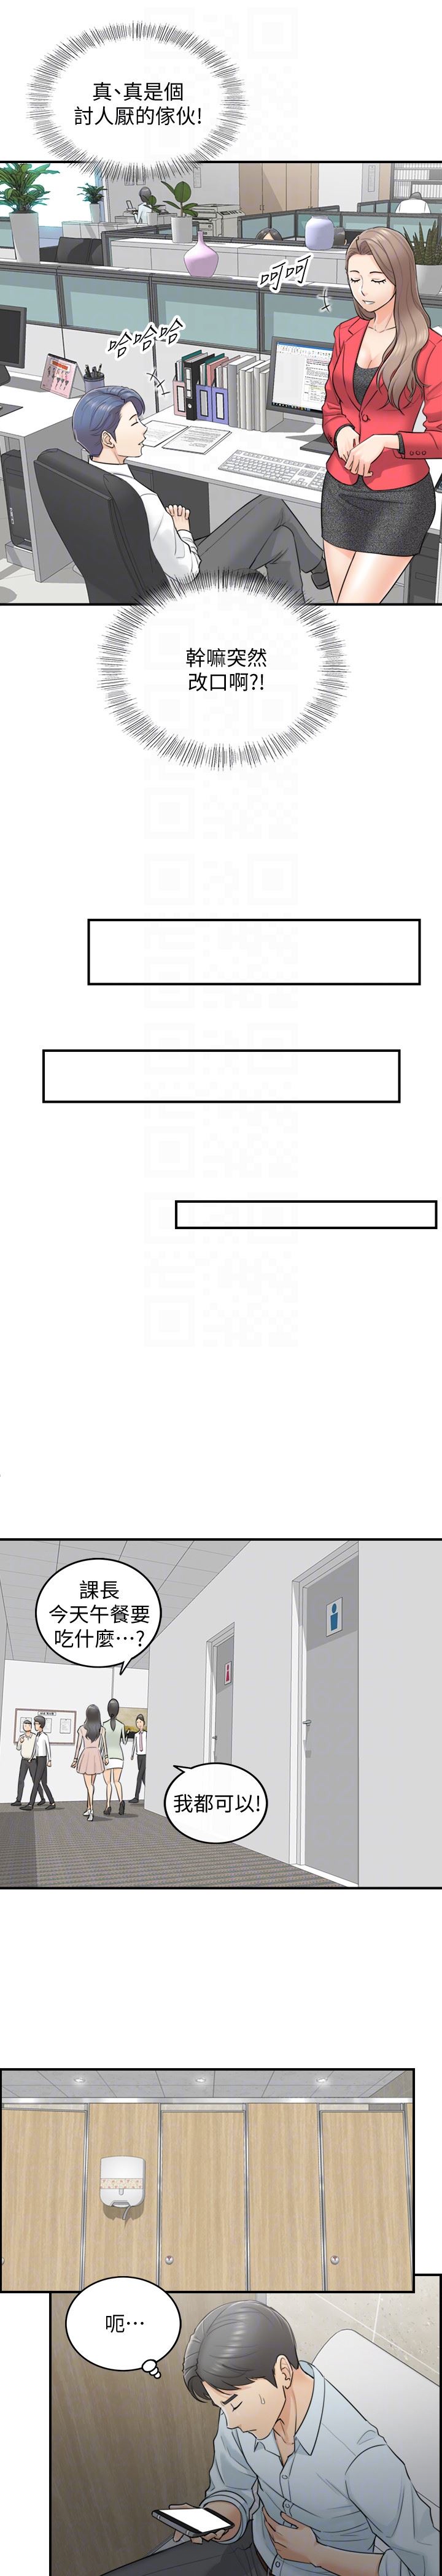 真、真是個
討人厭的傢伙!
呵呵
哈哈哈
幹嘛突然
改口啊?!
課長
今天午餐要
吃什麼…?
我都可以!
呃…